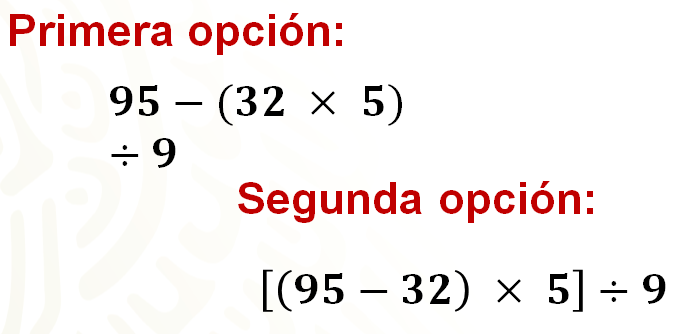 Primera opción:
95 − (32 × 5)
÷ 9
Segunda opción:
[(95 − 32) × 5] ÷ 9